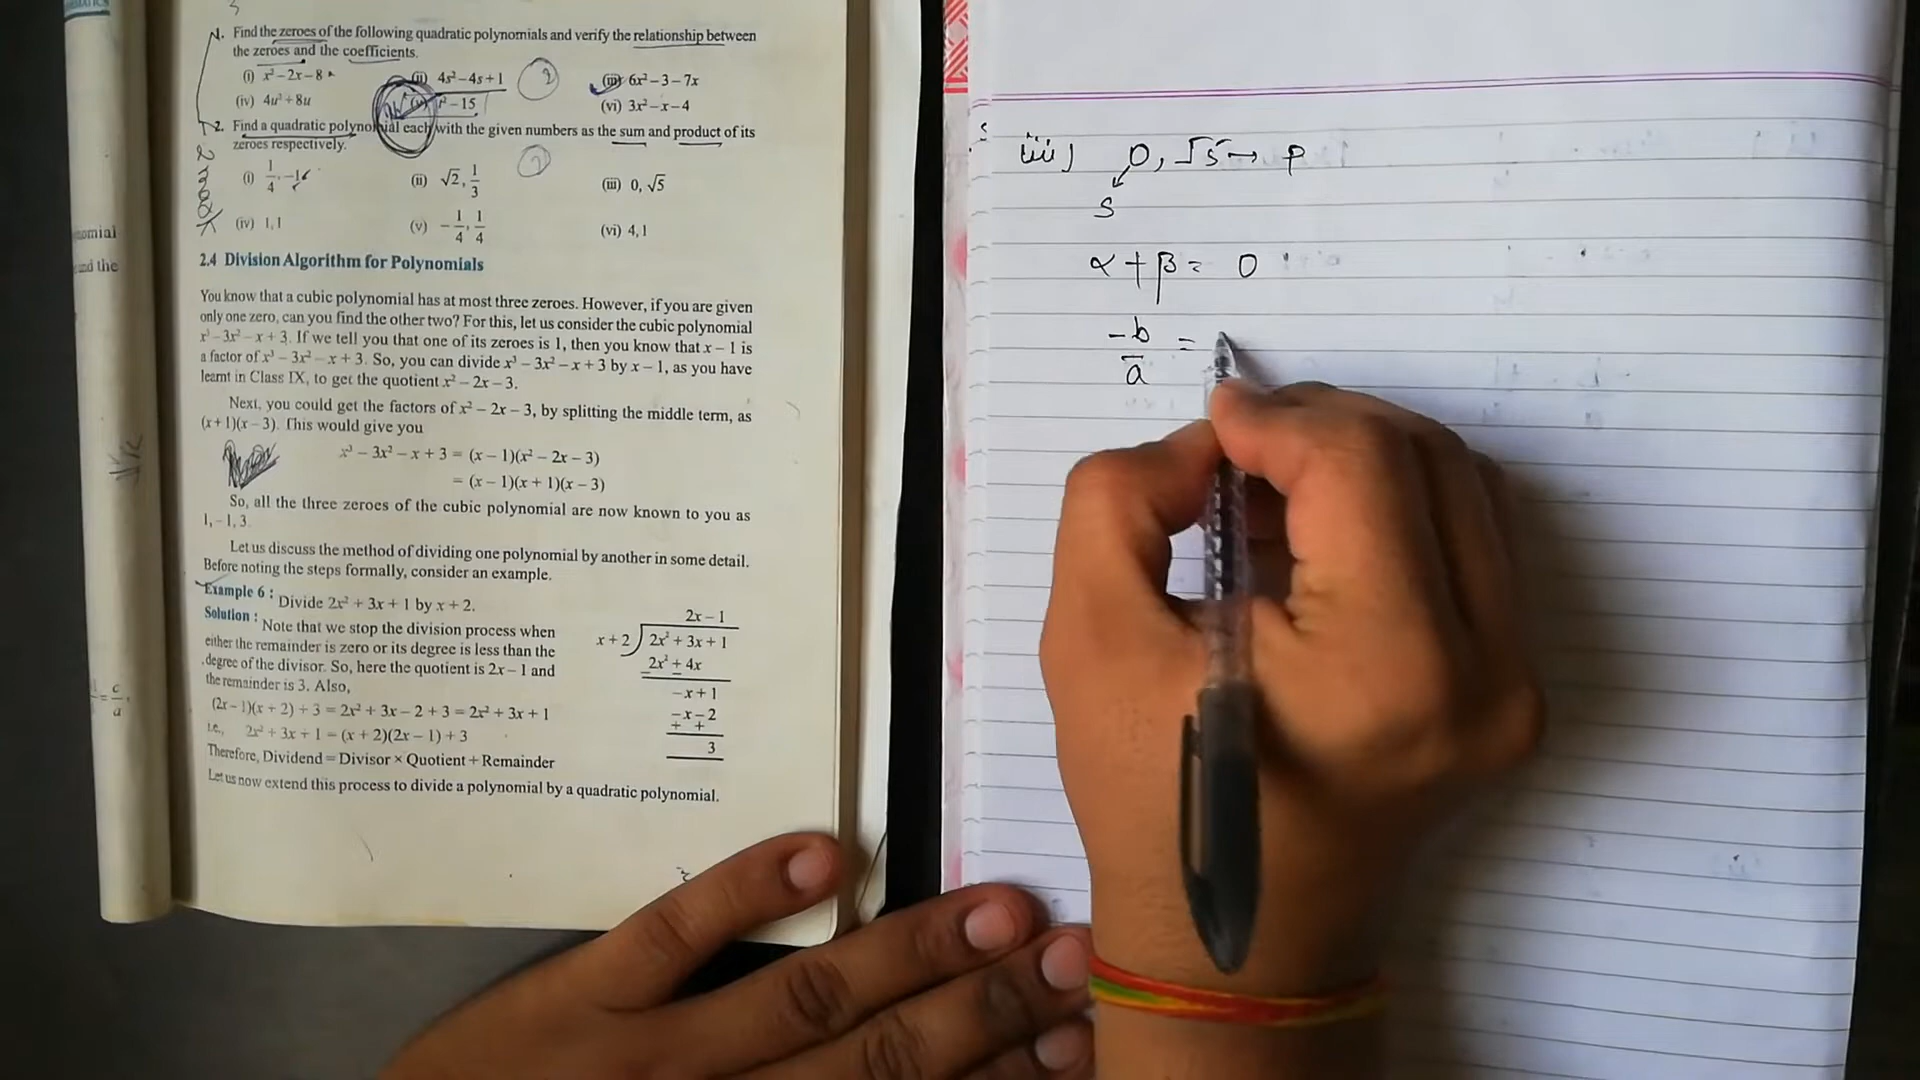 1. Find the zeroes of the following quadratic polynomials and verify the relationship between
the zeroes and the coefficients.
(i) x² – 2x – 8 (ii) 4s² – 4s + 1 (iii) 6x² – 3 – 7x
(iv) 4u² + 8u (v) t² – 15 (vi) 3x² – x – 4
2. Find a quadratic polynomial each with the given numbers as the sum and product of its
zeroes respectively.
(i) 1/4, –1 (ii) √2, 1/3 (iii) 0, √5
(iv) 1, 1 (v) –1/4, 1/4 (vi) 4, 1
2.4 Division Algorithm for Polynomials
You know that a cubic polynomial has at most three zeroes. However, if you are given
only one zero, can you find the other two? For this, let us consider the cubic polynomial
x³ – 3x² – x + 3. If we tell you that one of its zeroes is 1, then you know that x – 1 is
a factor of x³ – 3x² – x + 3. So, you can divide x³ – 3x² – x + 3 by x – 1, as you have
learnt in Class IX, to get the quotient x² – 2x – 3.
Next, you could get the factors of x² – 2x – 3, by splitting the middle term, as
(x + 1)(x – 3). This would give you
x³ – 3x² – x + 3 = (x – 1)(x² – 2x – 3)
= (x – 1)(x + 1)(x – 3)
So, all the three zeroes of the cubic polynomial are now known to you as
1, – 1, 3.
Let us discuss the method of dividing one polynomial by another in some detail.
Before noting the steps formally, consider an example.
Example 6 : Divide 2x² + 3x + 1 by x + 2.
Solution : Note that we stop the division process when
either the remainder is zero or its degree is less than the
degree of the divisor. So, here the quotient is 2x – 1 and
the remainder is 3. Also,
(2x – 1)(x + 2) + 3 = 2x² + 3x – 2 + 3 = 2x² + 3x + 1
i.e., 2x² + 3x + 1 = (x + 2)(2x – 1) + 3
Therefore, Dividend = Divisor × Quotient + Remainder
Let us now extend this process to divide a polynomial by a quadratic polynomial.
2x – 1
x + 2 ) 2x² + 3x + 1
2x² + 4x
– –
– x + 1
– x – 2
+ +
3
and the
c/a
iii) 0, √5 → P
S
α + β = 0
-b/a =